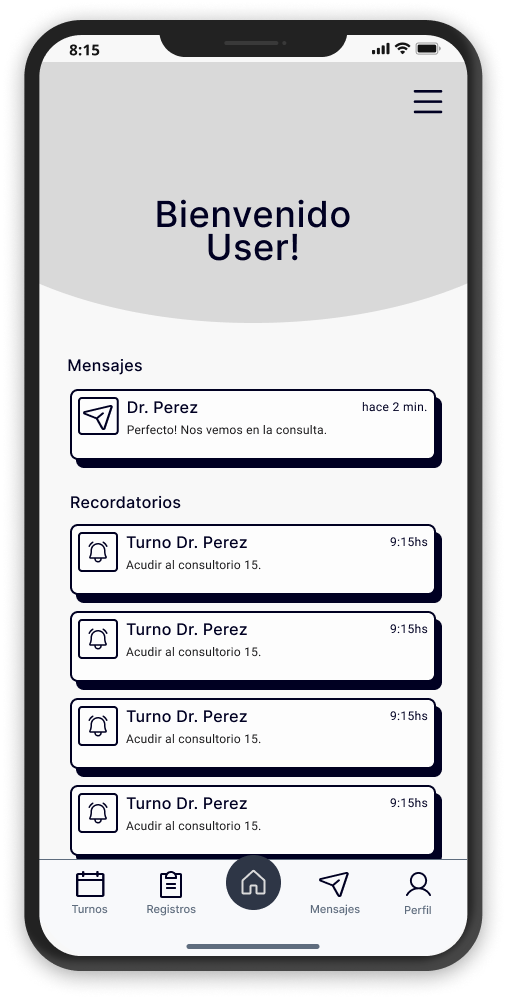 8:15
Bienvenido
User!
Mensajes
Dr. Perez hace 2 min.
Perfecto! Nos vemos en la consulta.
Recordatorios
Turno Dr. Perez 9:15hs
Acudir al consultorio 15.
Turno Dr. Perez 9:15hs
Acudir al consultorio 15.
Turno Dr. Perez 9:15hs
Acudir al consultorio 15.
Turno Dr. Perez 9:15hs
Acudir al consultorio 15.
Turnos Registros Mensajes Perfil